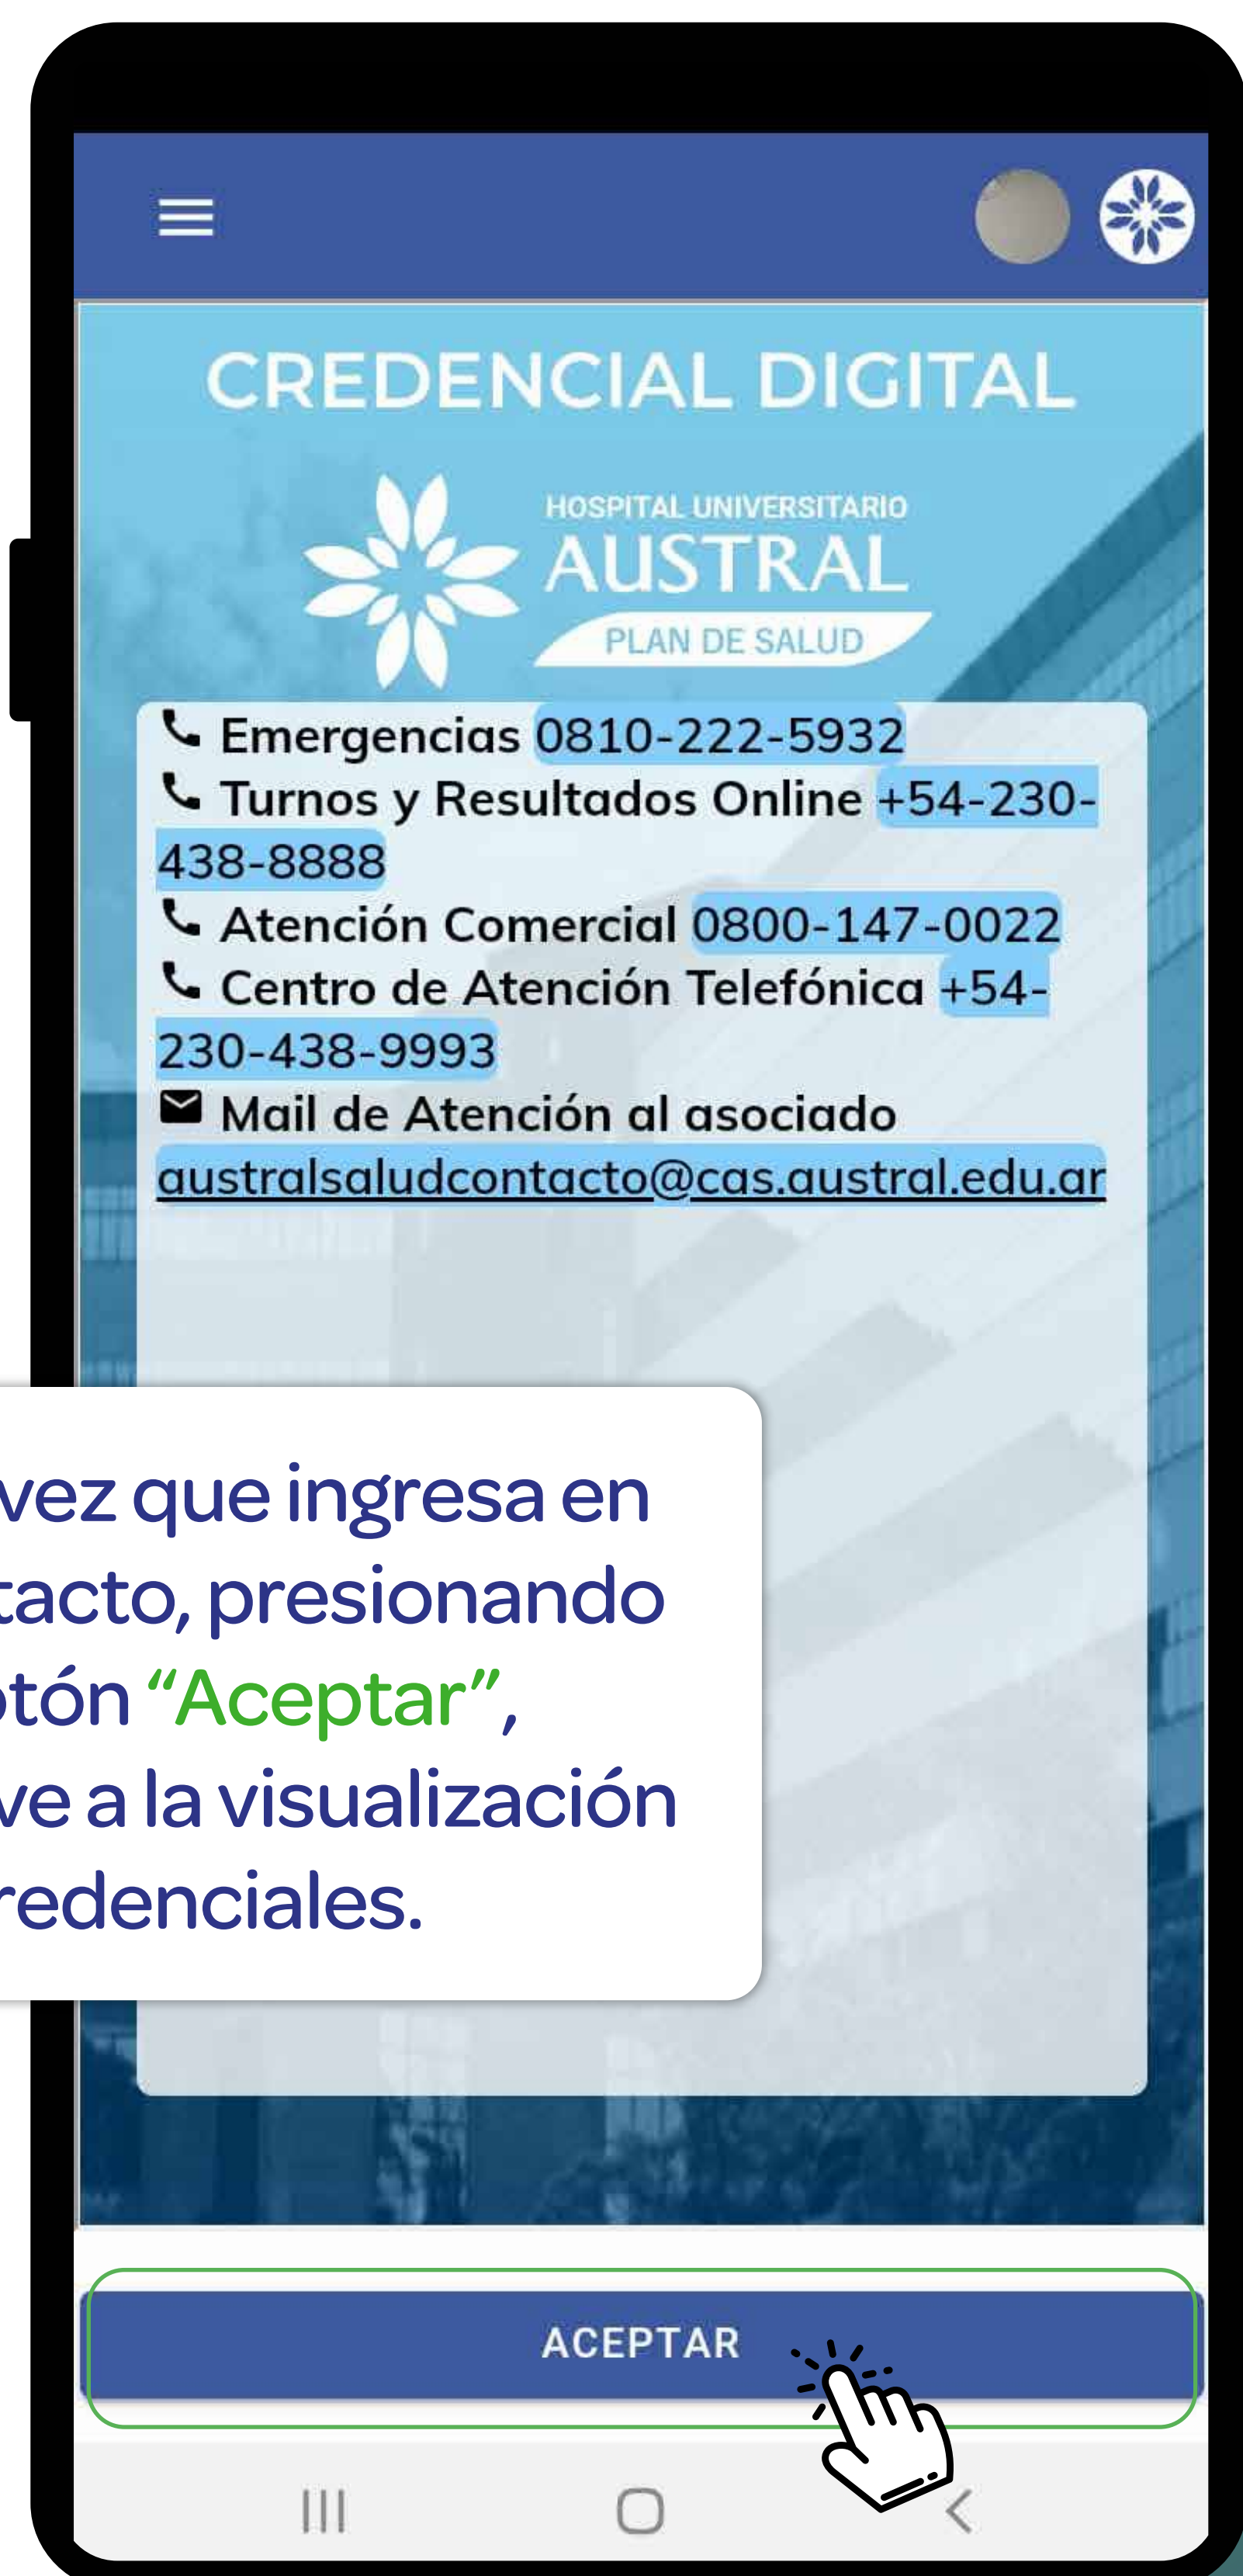 CREDENCIAL DIGITAL
HOSPITAL UNIVERSITARIO
AUSTRAL
PLAN DE SALUD
Emergencias 0810-222-5932
Turnos y Resultados Online +54-230-
438-8888
Atención Comercial 0800-147-0022
Centro de Atención Telefónica +54-
230-438-9993
Mail de Atención al asociado
australsaludcontacto@cas.austral.edu.ar
vez que ingresa en
tacto, presionando
otón “Aceptar”,
ve a la visualización
redenciales.
ACEPTAR